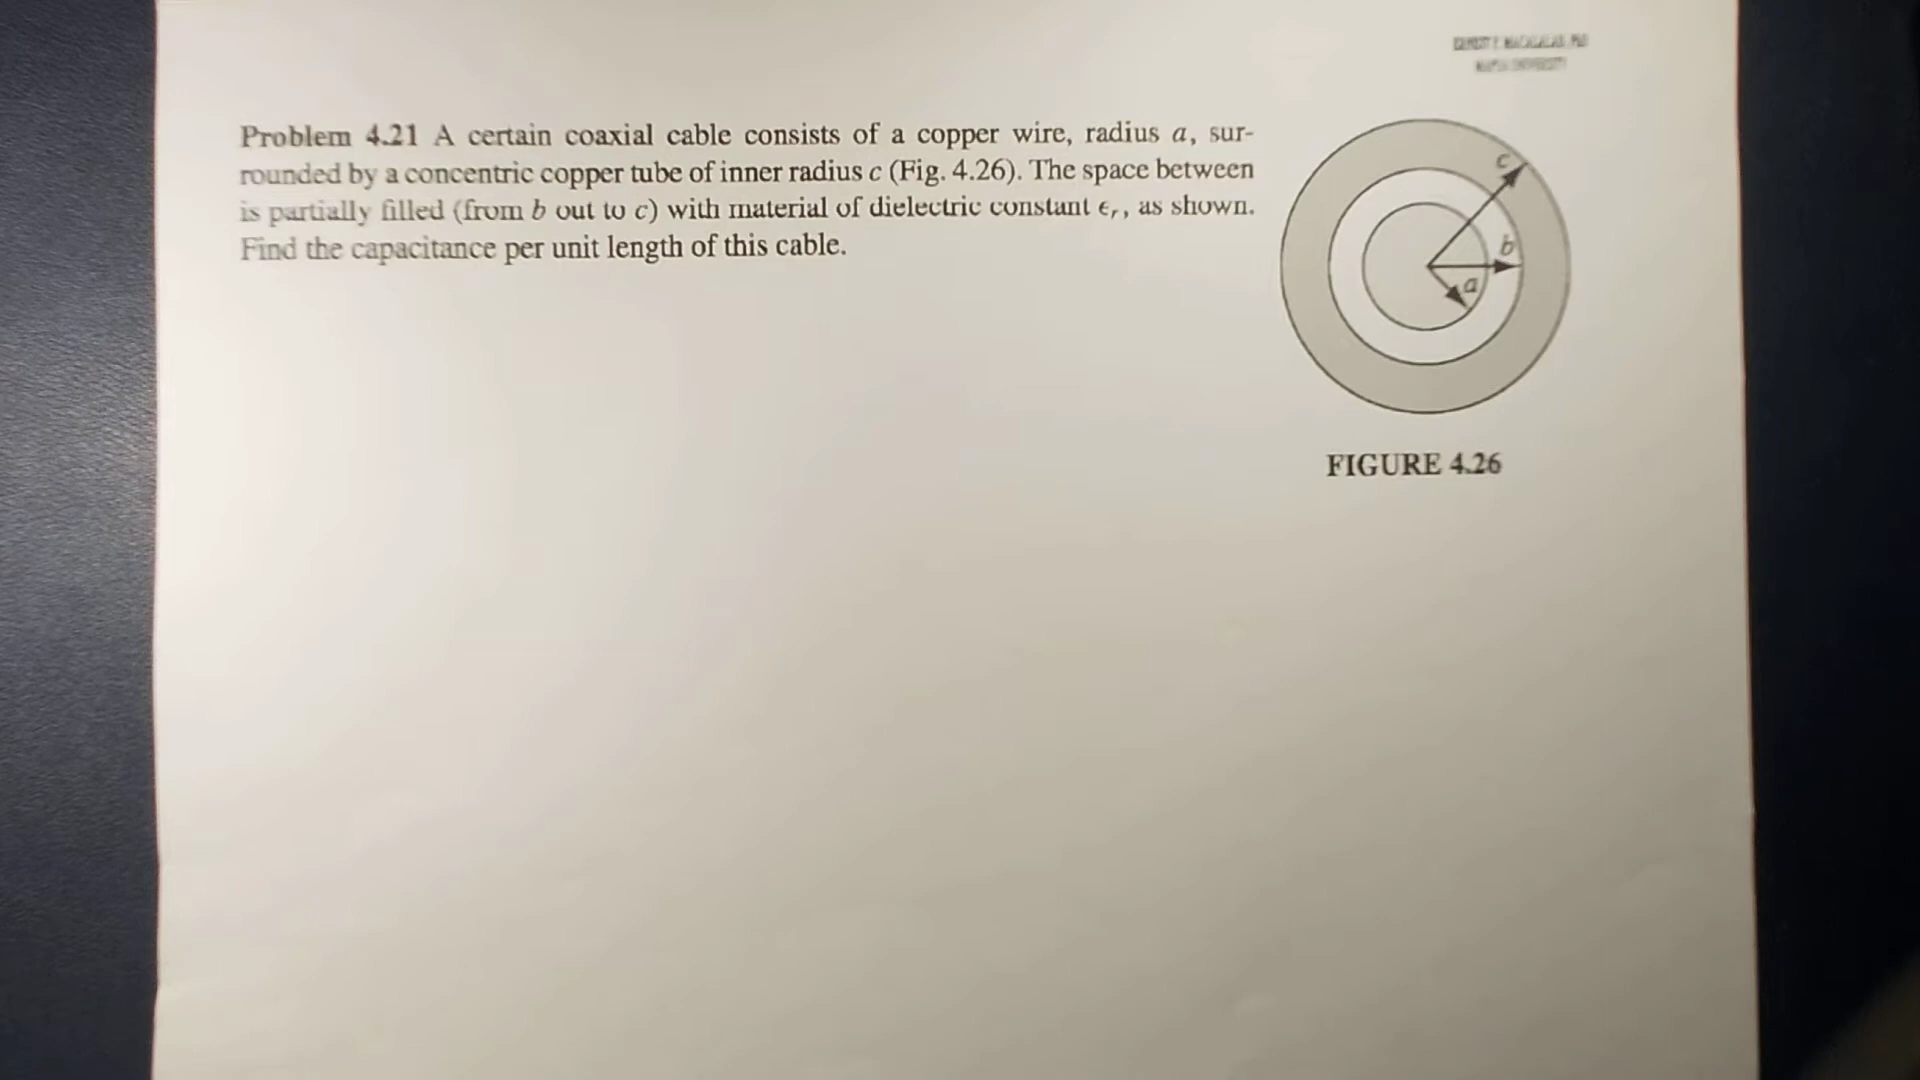 Problem 4.21 A certain coaxial cable consists of a copper wire, radius a, sur-
rounded by a concentric copper tube of inner radius c (Fig. 4.26). The space between
is partially filled (from b out to c) with material of dielectric constant ϵr, as shown.
Find the capacitance per unit length of this cable.
c
b
a
FIGURE 4.26